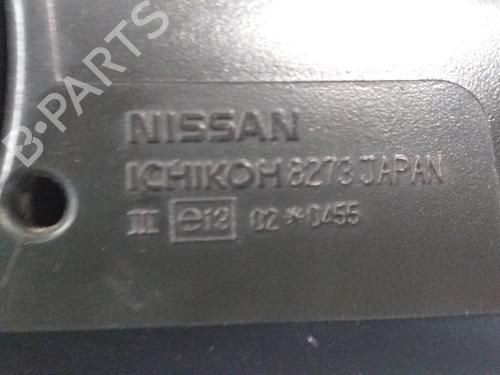 B-PARTS
NISSAN
ICHIKOH 8273 JAPAN
III e13 02*0455